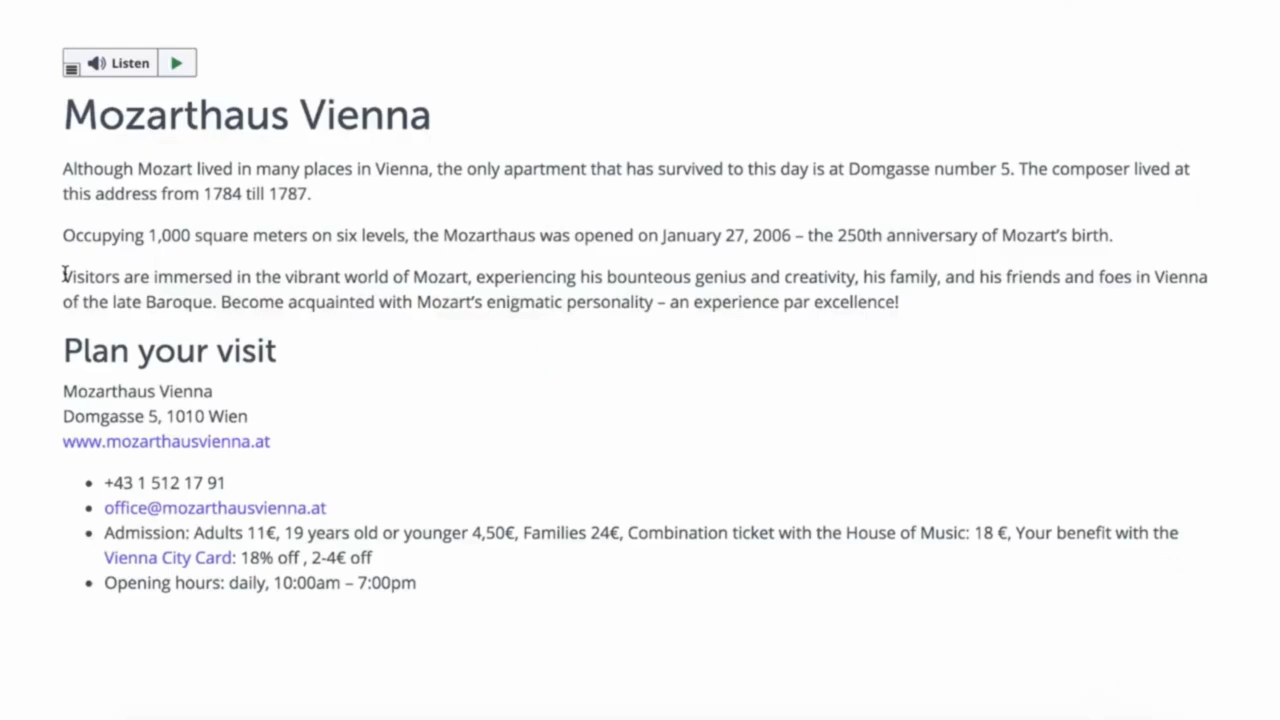 Listen
Mozarthaus Vienna
Although Mozart lived in many places in Vienna, the only apartment that has survived to this day is at Domgasse number 5. The composer lived at
this address from 1784 till 1787.
Occupying 1,000 square meters on six levels, the Mozarthaus was opened on January 27, 2006 – the 250th anniversary of Mozart’s birth.
Visitors are immersed in the vibrant world of Mozart, experiencing his bounteous genius and creativity, his family, and his friends and foes in Vienna
of the late Baroque. Become acquainted with Mozart’s enigmatic personality – an experience par excellence!
Plan your visit
Mozarthaus Vienna
Domgasse 5, 1010 Wien
www.mozarthausvienna.at
• +43 1 512 17 91
• office@mozarthausvienna.at
• Admission: Adults 11€, 19 years old or younger 4,50€, Families 24€, Combination ticket with the House of Music: 18 €, Your benefit with the
Vienna City Card: 18% off , 2-4€ off
• Opening hours: daily, 10:00am – 7:00pm